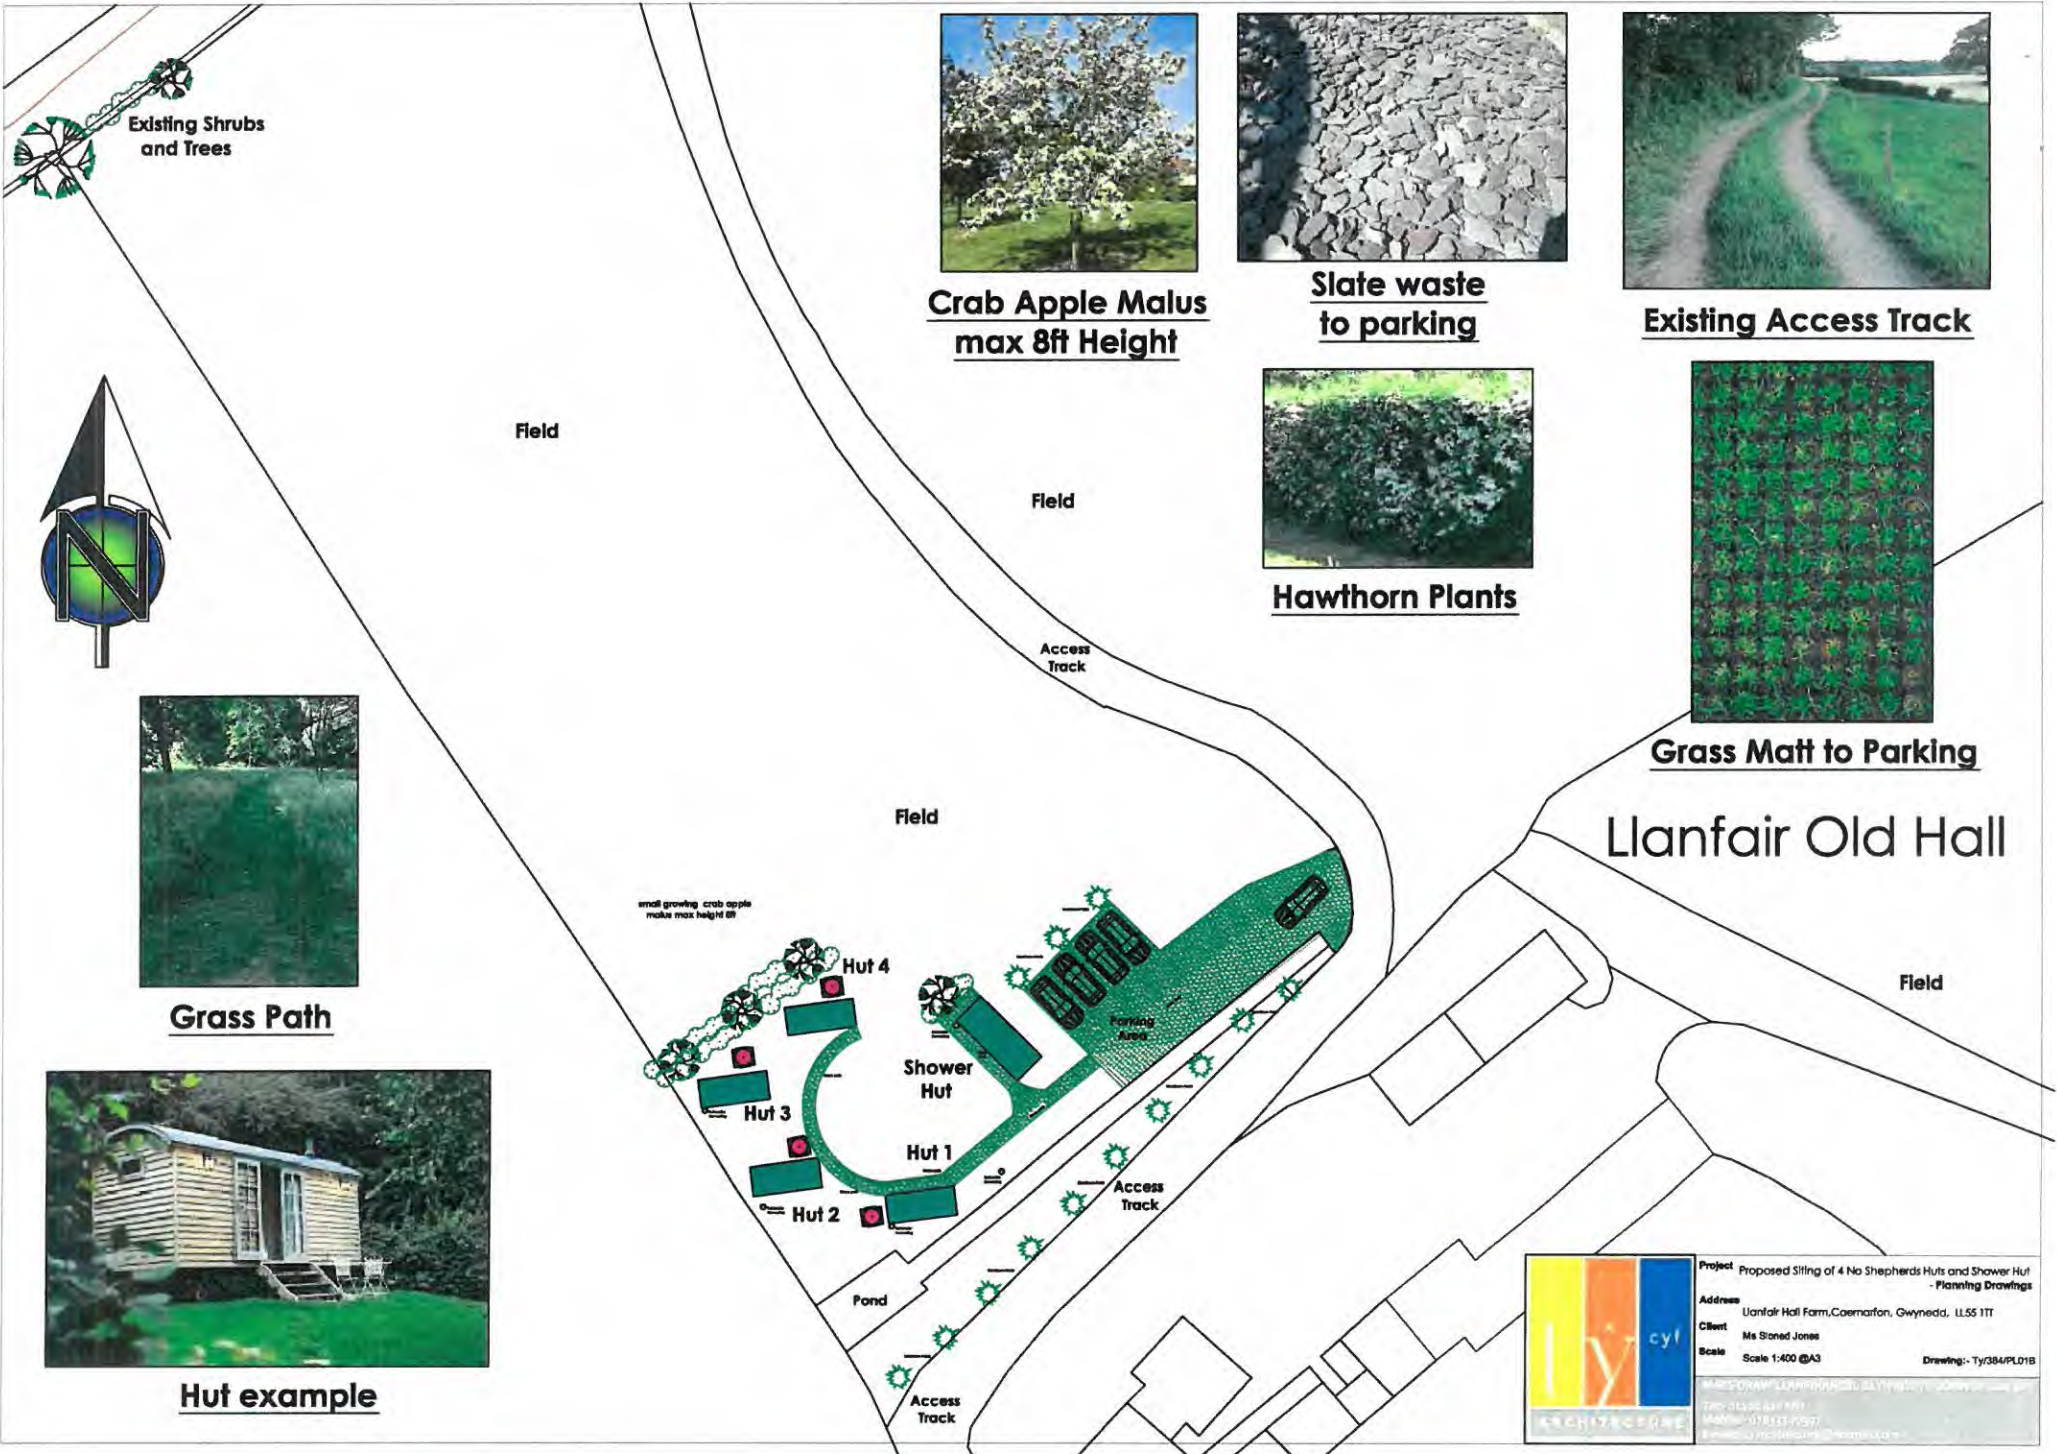 Existing Shrubs
and Trees
Crab Apple Malus
max 8ft Height
Slate waste
to parking
Existing Access Track
Hawthorn Plants
Grass Matt to Parking
Field
Field
Access
Track
N
Grass Path
Hut example
Field
Llanfair Old Hall
Field
small growing crab apple
malus max height 8ft
Hut 4
Shower
Hut
Parking
Area
Hut 3
Hut 1
Hut 2
Access
Track
Pond
Access
Track
ly
cyf
ARCHITECTURE
Project Proposed Siting of 4 No Shepherds Huts and Shower Hut
- Planning Drawings
Address Llanfair Hall Farm,Caernarfon, Gwynedd, LL55 1TT
Client Ms Sioned Jones
Scale Scale 1:400 @A3
Drawing:- Ty/384/PL01B